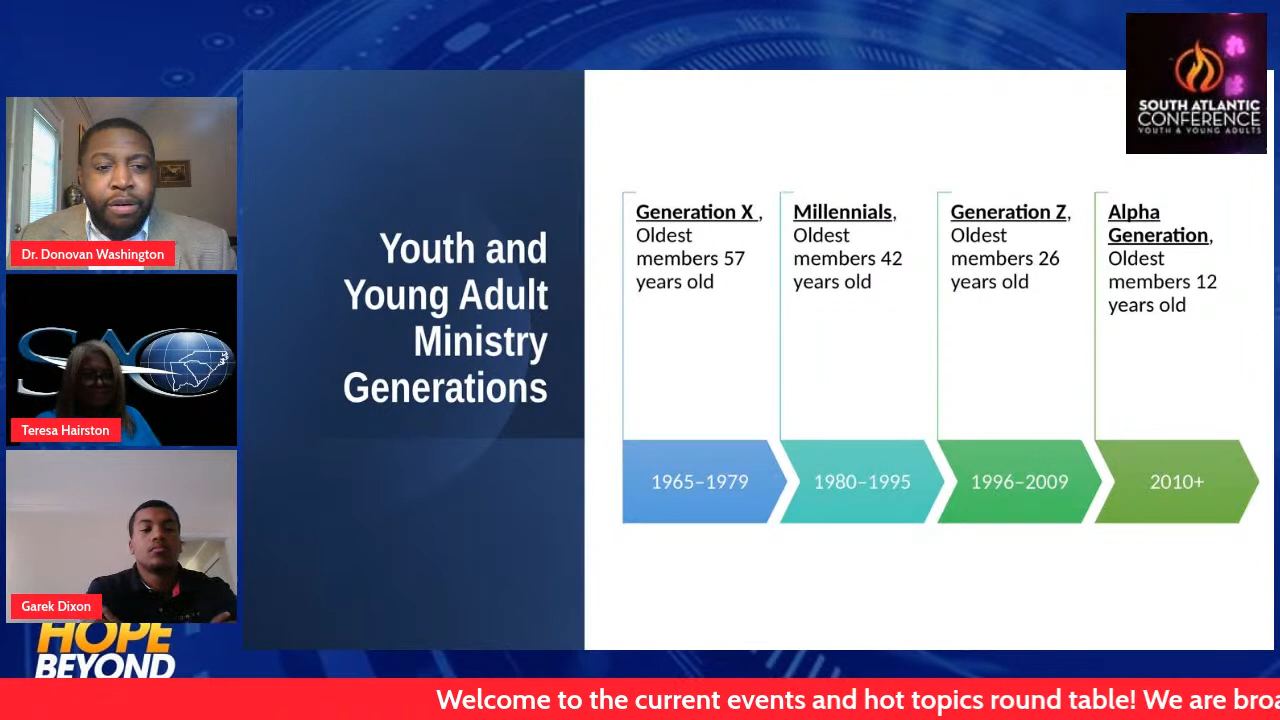 NEWS
SOUTH ATLANTIC
CONFERENCE
YOUTH & YOUNG ADULTS
Dr. Donovan Washington
SAC
Teresa Hairston
Garek Dixon
HOPE
BEYOND
Youth and
Young Adult
Ministry
Generations
Generation X ,
Oldest
members 57
years old
Millennials,
Oldest
members 42
years old
Generation Z,
Oldest
members 26
years old
Alpha
Generation,
Oldest
members 12
years old
1965–1979
1980–1995
1996–2009
2010+
Welcome to the current events and hot topics round table! We are broa